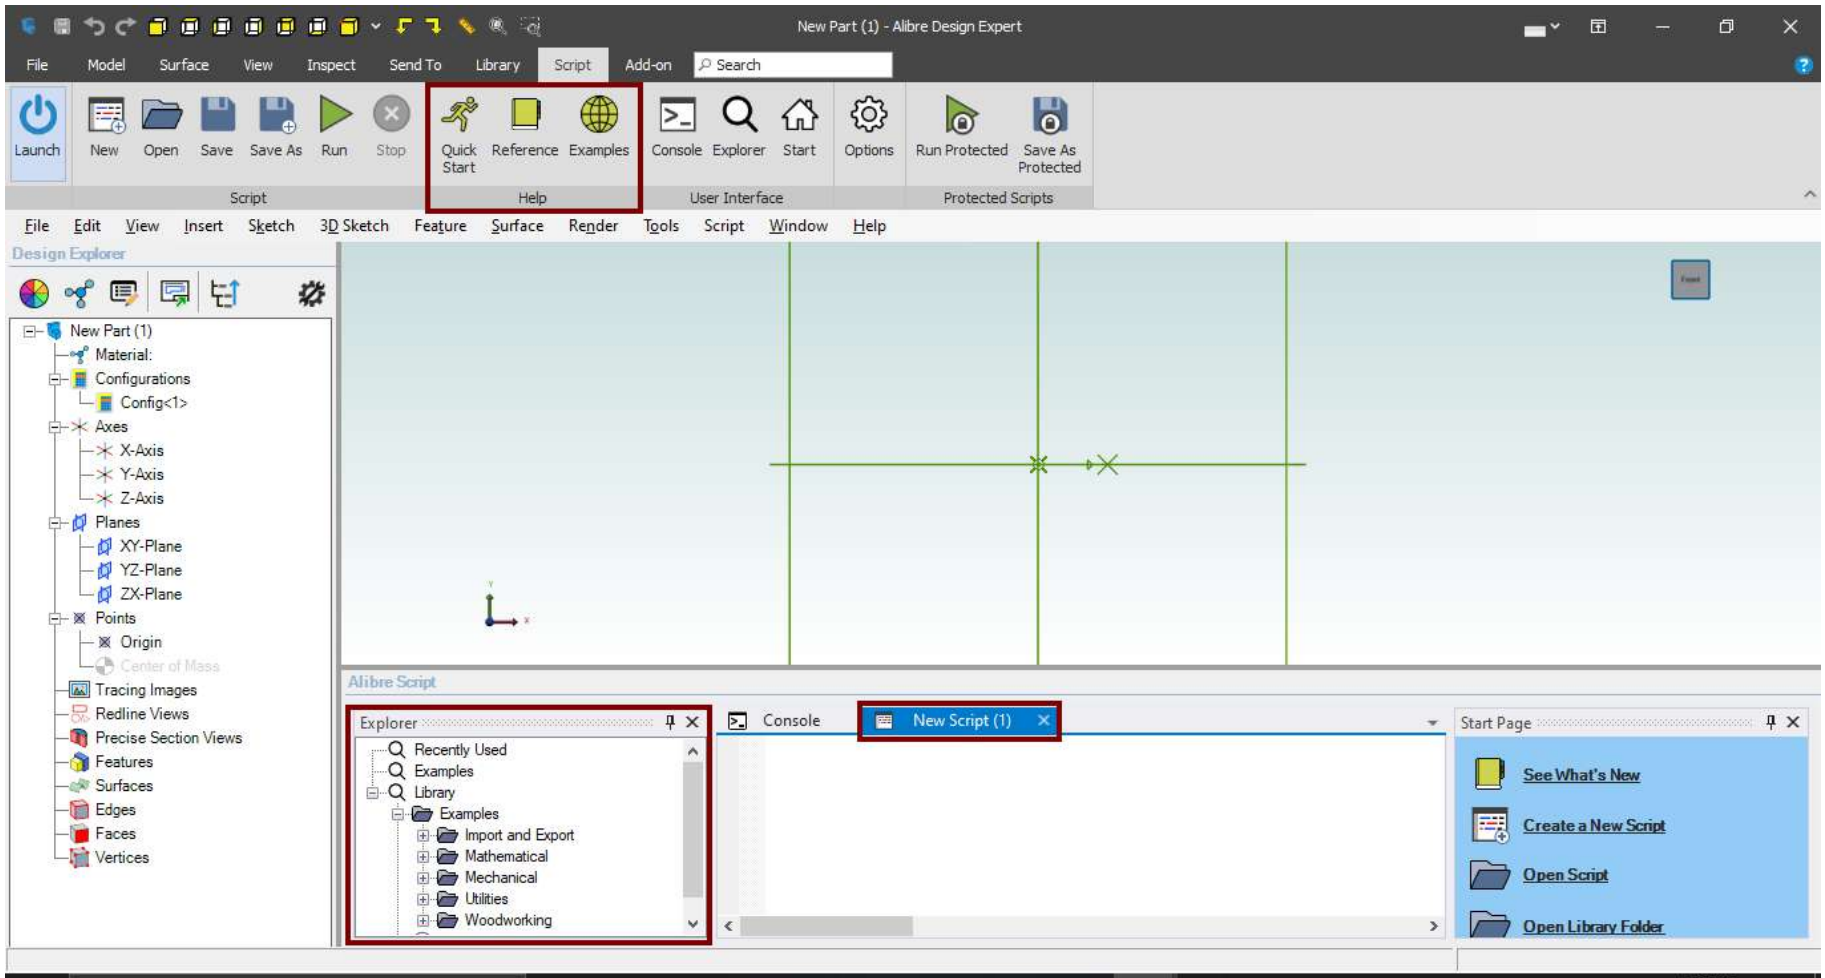 New Part (1) - Alibre Design Expert
File Model Surface View Inspect Send To Library Script Add-on Search
Launch New Open Save Save As Run Stop Quick Start Reference Examples Console Explorer Start Options Run Protected Save As Protected
Script Help User Interface Protected Scripts
File Edit View Insert Sketch 3D Sketch Feature Surface Render Tools Script Window Help
Design Explorer
New Part (1)
Material:
Configurations
Config<1>
Axes
X-Axis
Y-Axis
Z-Axis
Planes
XY-Plane
YZ-Plane
ZX-Plane
Points
Origin
Center of Mass
Tracing Images
Redline Views
Precise Section Views
Features
Surfaces
Edges
Faces
Vertices
Front
Y
X
Alibre Script
Explorer
Recently Used
Examples
Library
Examples
Import and Export
Mathematical
Mechanical
Utilities
Woodworking
Console New Script (1)
Start Page
See What's New
Create a New Script
Open Script
Open Library Folder